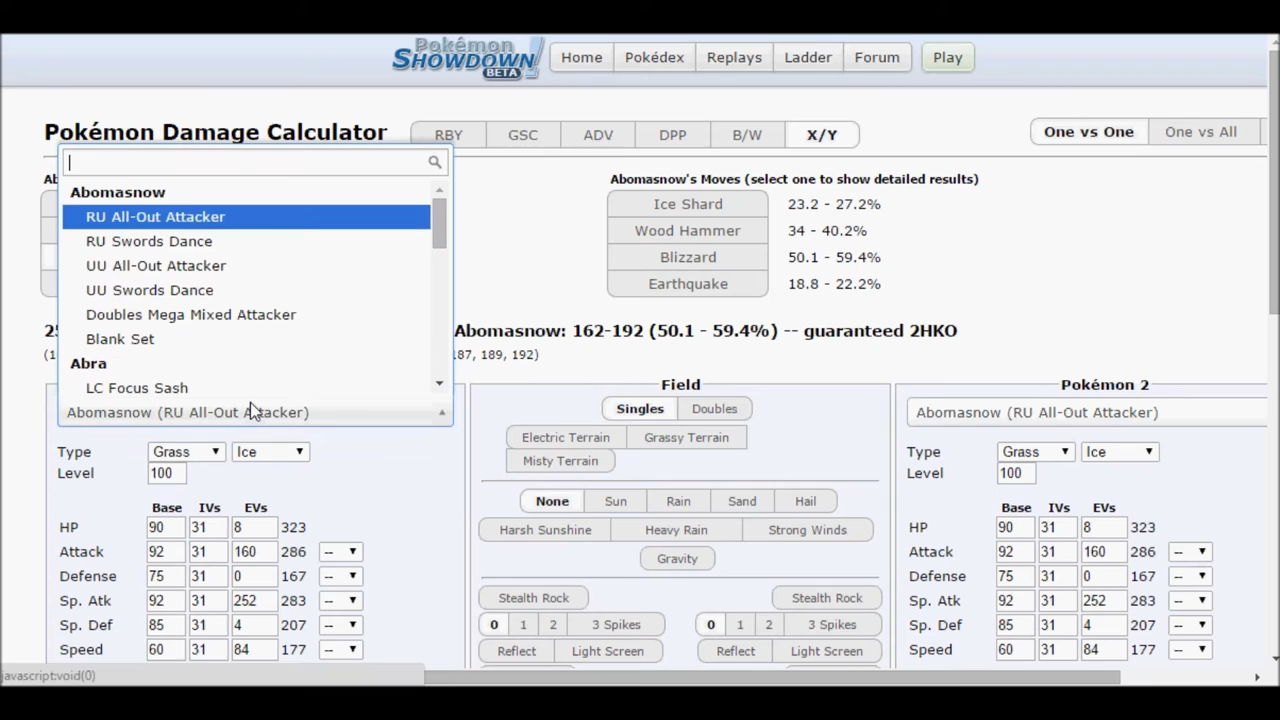 Pokémon
SHOWDOWN!
BETA
Home
Pokédex
Replays
Ladder
Forum
Play
Pokémon Damage Calculator
RBY
GSC
ADV
DPP
B/W
X/Y
One vs One
One vs All
Ab
Abomasnow
RU All-Out Attacker
RU Swords Dance
UU All-Out Attacker
UU Swords Dance
Doubles Mega Mixed Attacker
Blank Set
Abra
LC Focus Sash
Abomasnow (RU All-Out Attacker)
Abomasnow's Moves (select one to show detailed results)
Ice Shard 23.2 - 27.2%
Wood Hammer 34 - 40.2%
Blizzard 50.1 - 59.4%
Earthquake 18.8 - 22.2%
25 Abomasnow: 162-192 (50.1 - 59.4%) -- guaranteed 2HKO
(1 187, 189, 192)
Type Grass Ice
Level 100
Base IVs EVs
HP 90 31 8 323
Attack 92 31 160 286 --
Defense 75 31 0 167 --
Sp. Atk 92 31 252 283 --
Sp. Def 85 31 4 207 --
Speed 60 31 84 177 --
Field
Singles Doubles
Electric Terrain Grassy Terrain
Misty Terrain
None Sun Rain Sand Hail
Harsh Sunshine Heavy Rain Strong Winds
Gravity
Stealth Rock Stealth Rock
0 1 2 3 Spikes 0 1 2 3 Spikes
Reflect Light Screen Reflect Light Screen
Pokémon 2
Abomasnow (RU All-Out Attacker)
Type Grass Ice
Level 100
Base IVs EVs
HP 90 31 8 323
Attack 92 31 160 286 --
Defense 75 31 0 167 --
Sp. Atk 92 31 252 283 --
Sp. Def 85 31 4 207 --
Speed 60 31 84 177 --
javascript:void(0)